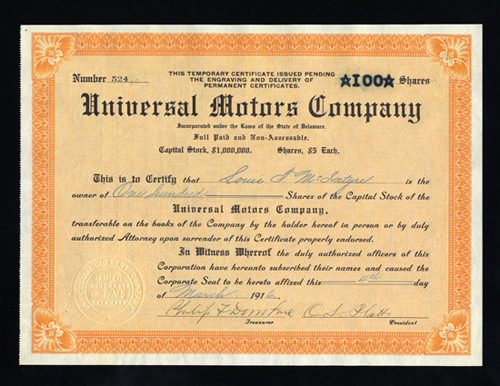 THIS TEMPORARY CERTIFICATE ISSUED PENDING
Number 524 THE ENGRAVING AND DELIVERY OF ☆100☆ Shares
PERMANENT CERTIFICATES.
Universal Motors Company
Incorporated under the Laws of the State of Delaware.
Full Paid and Non-Assessable.
Capital Stock, $1,000,000. Shares, $5 Each.
This is to Certify that Louis F. McIntyre is the
owner of One hundred Shares of the Capital Stock of the
Universal Motors Company,
transferable on the books of the Company by the holder hereof in person or by duly
authorized Attorney upon surrender of this Certificate properly endorsed.
In Witness Whereof the duly authorized officers of this
Corporation have hereunto subscribed their names and caused the
Corporate Seal to be hereto affixed this day
of March 1916
Philip F Donohue
Treasurer President